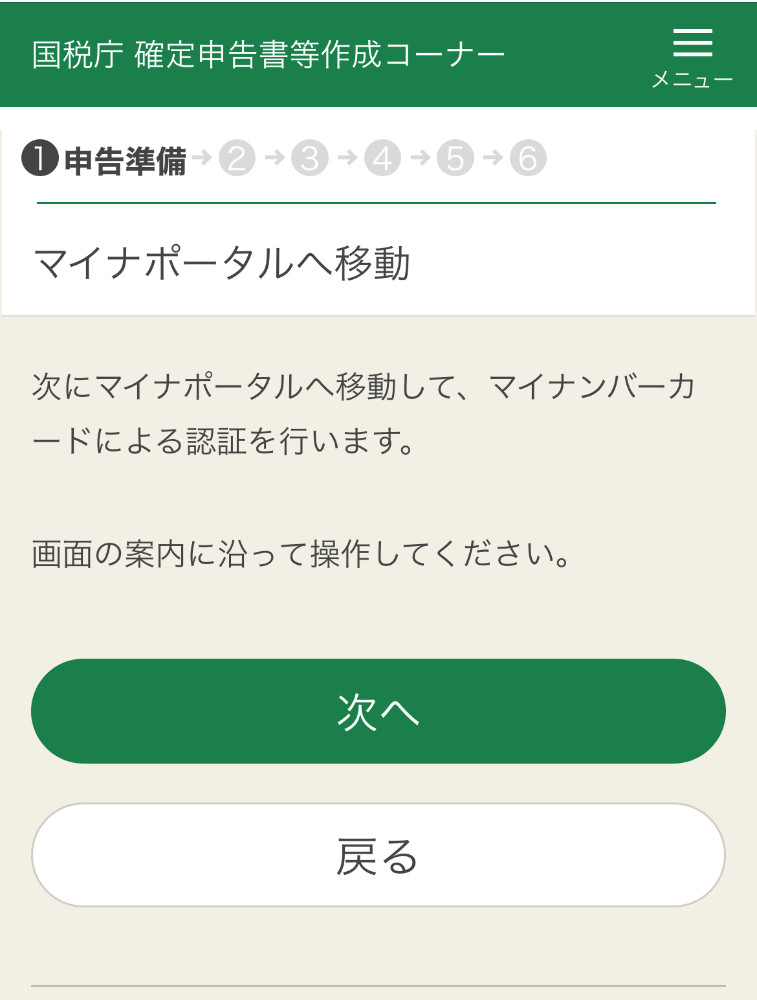 国税庁 確定申告書等作成コーナー
メニュー
1 申告準備 → 2 → 3 → 4 → 5 → 6
マイナポータルへ移動
次にマイナポータルへ移動して、マイナンバーカ
ードによる認証を行います。
画面の案内に沿って操作してください。
次へ
戻る